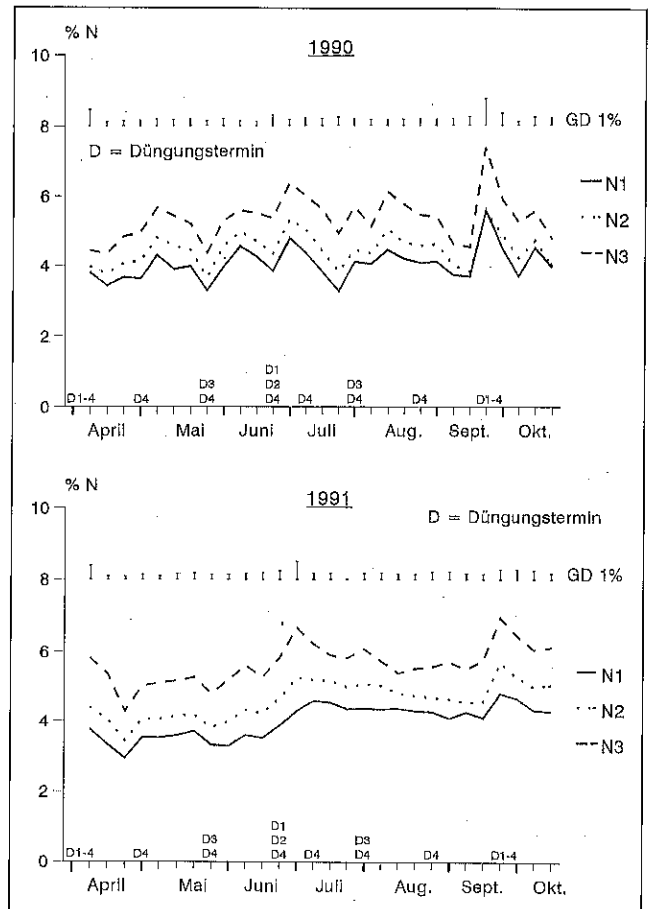 % N
1990
10
8
GD 1%
D = Düngungstermin
N1
6
N2
N3
4
2
D1
D3 D2 D3
D1-4 D4 D4 D4 D4 D4 D4 D1-4
0
April Mai Juni Juli Aug. Sept. Okt.
% N
1991
10
D = Düngungstermin
8
GD 1%
6
N1
N2
4
N3
2
D1
D3 D2 D3
D1-4 D4 D4 D4 D4 D4 D4 D1-4
0
April Mai Juni Juli Aug. Sept. Okt.